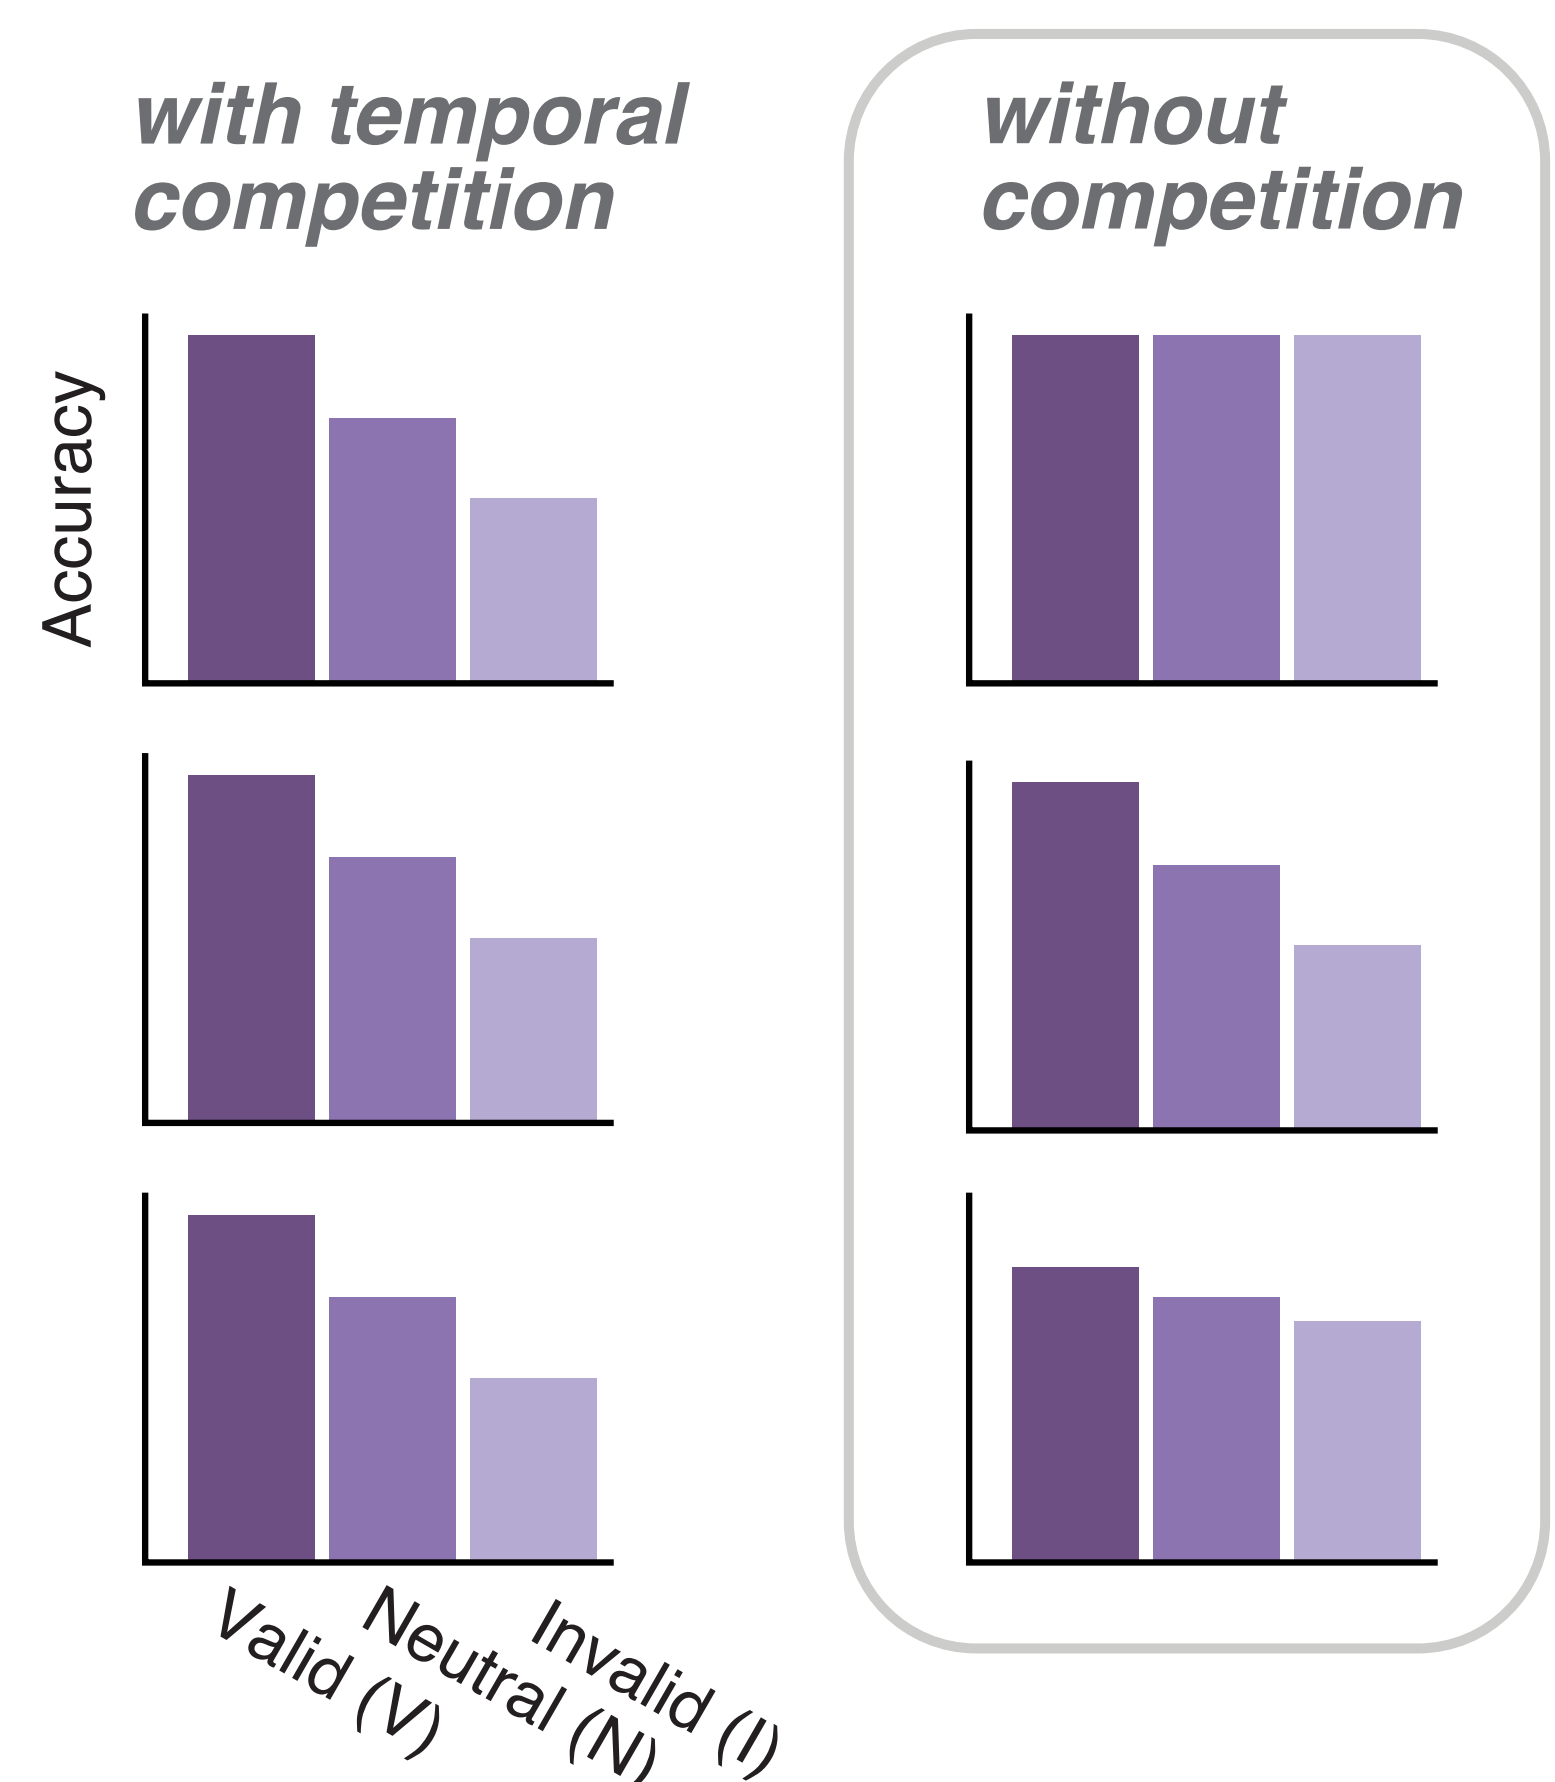 with temporal
competition
without
competition
Accuracy
Valid (V)
Neutral (N)
Invalid (I)